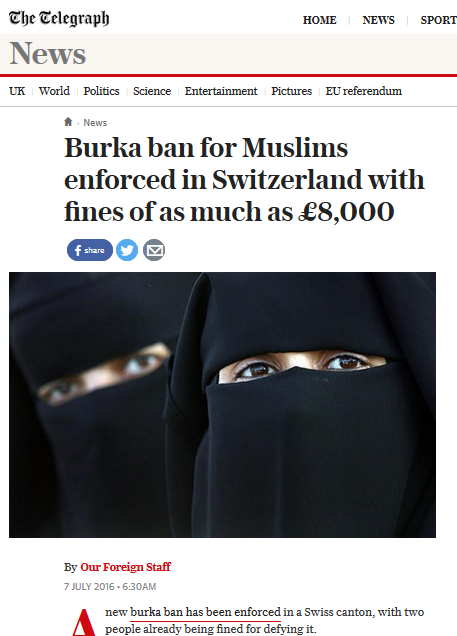 The Telegraph
HOME NEWS SPORT
News
UK World Politics Science Entertainment Pictures EU referendum
News
Burka ban for Muslims
enforced in Switzerland with
fines of as much as £8,000
f share
By Our Foreign Staff
7 JULY 2016 • 6:30AM
A new burka ban has been enforced in a Swiss canton, with two
people already being fined for defying it.